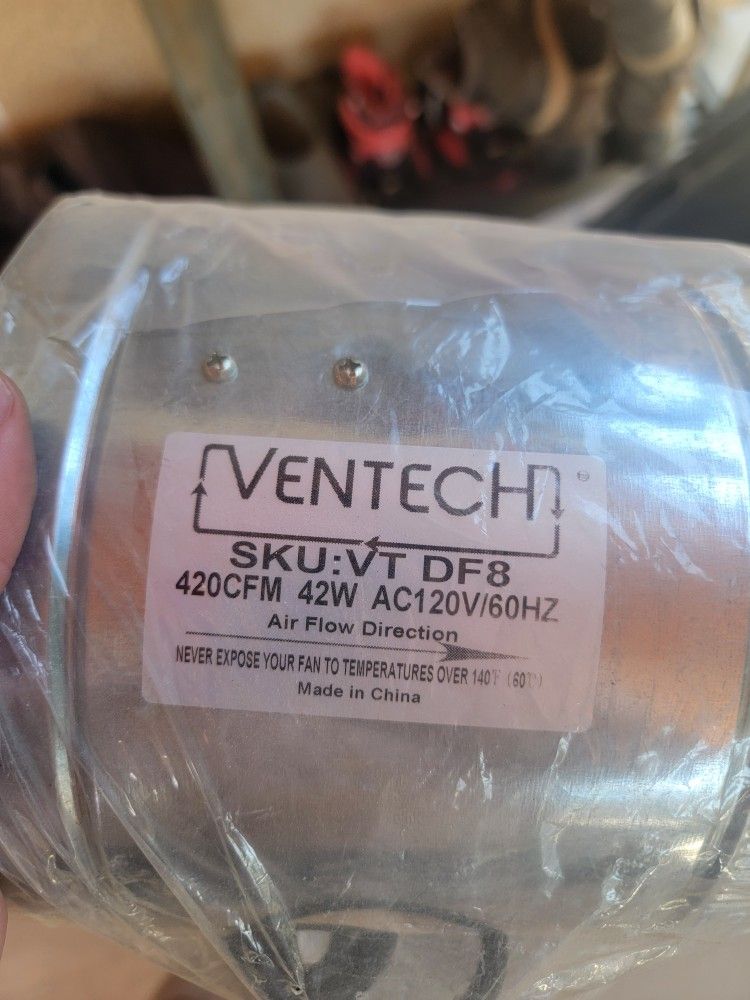 VENTECH
SKU:VT DF8
420CFM 42W AC120V/60HZ
Air Flow Direction
NEVER EXPOSE YOUR FAN TO TEMPERATURES OVER 140℉ (60℃)
Made in China